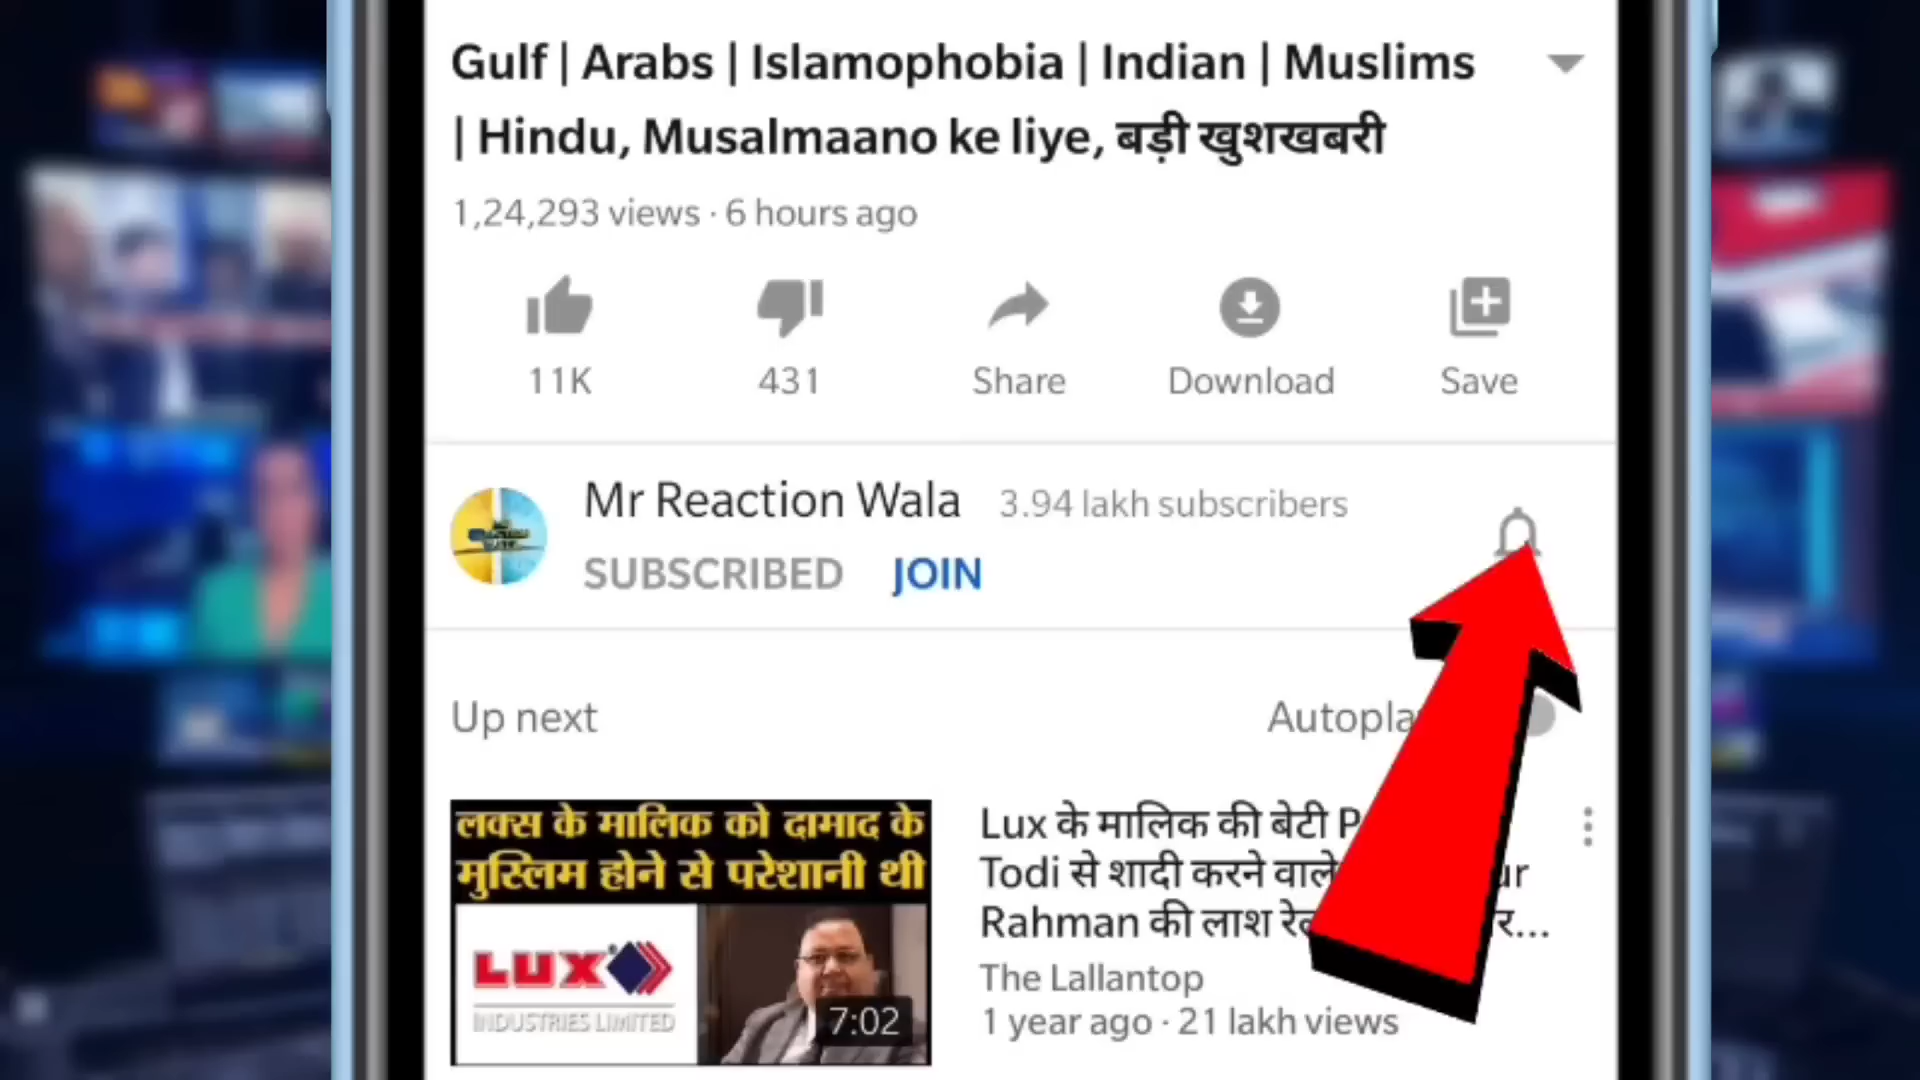 Gulf | Arabs | Islamophobia | Indian | Muslims
| Hindu, Musalmaano ke liye, बड़ी खुशखबरी
1,24,293 views · 6 hours ago
11K
431
Share
Download
Save
Mr Reaction Wala 3.94 lakh subscribers
SUBSCRIBED JOIN
Up next
लक्स के मालिक को दामाद के
मुस्लिम होने से परेशानी थी
LUX
INDUSTRIES LIMITED
7:02
Lux के मालिक की बेटी
Todi से शादी करने वाले
Rahman की लाश
The Lallantop
1 year ago · 21 lakh views